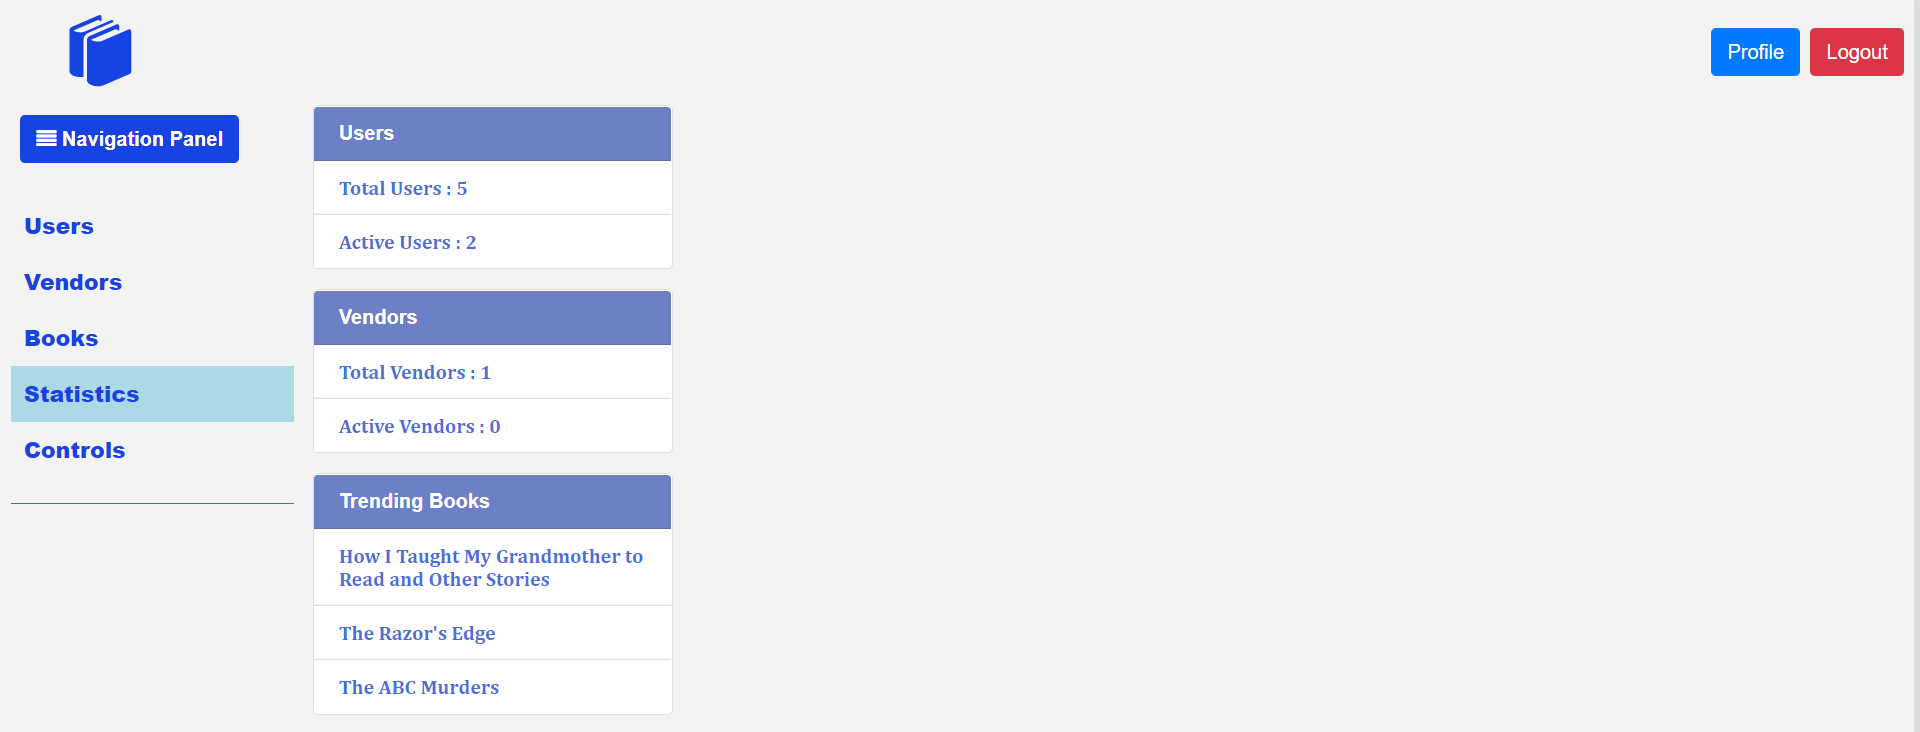 Profile
Logout
Navigation Panel
Users
Vendors
Books
Statistics
Controls
Users
Total Users : 5
Active Users : 2
Vendors
Total Vendors : 1
Active Vendors : 0
Trending Books
How I Taught My Grandmother to
Read and Other Stories
The Razor's Edge
The ABC Murders